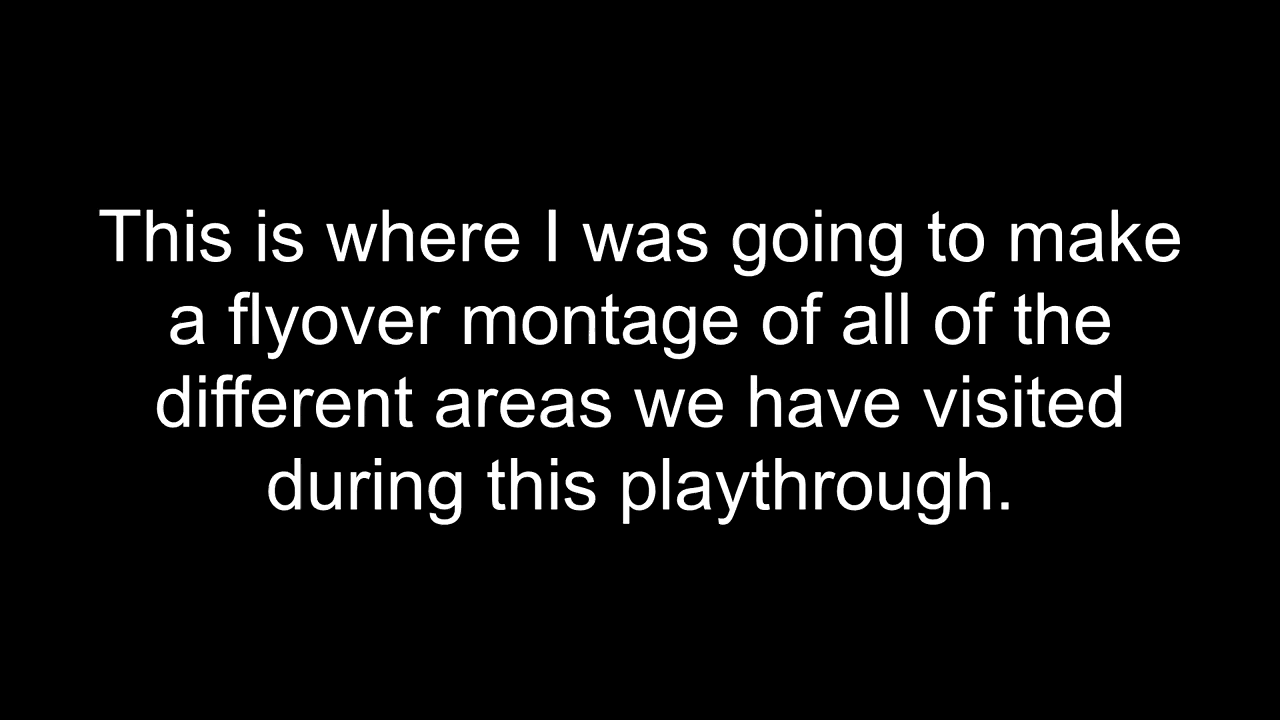 This is where I was going to make
a flyover montage of all of the
different areas we have visited
during this playthrough.